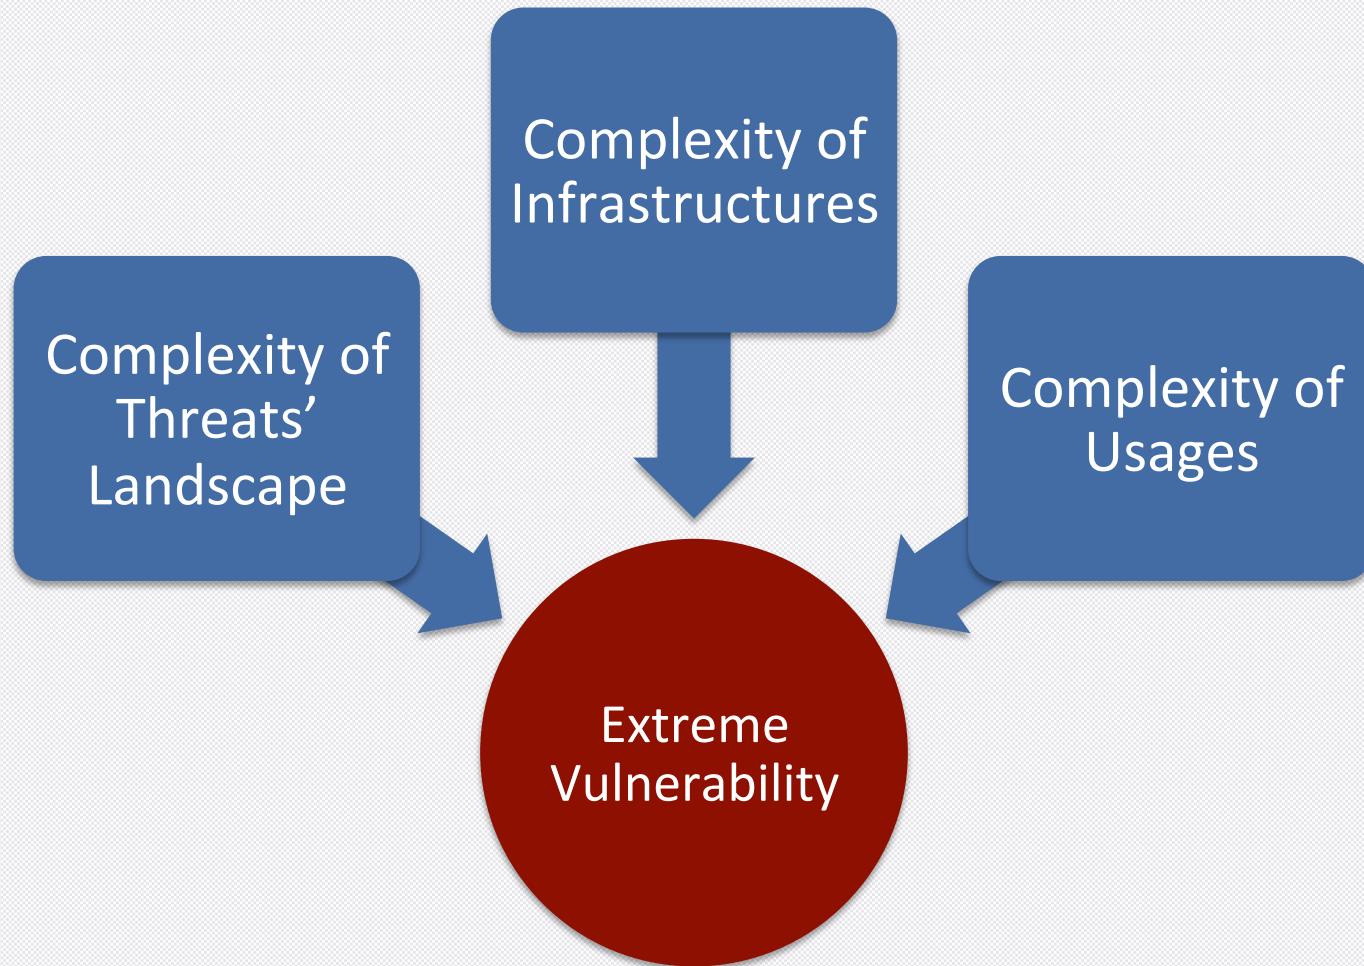 Complexity of
Infrastructures
Complexity of
Threats’
Landscape
Complexity of
Usages
Extreme
Vulnerability